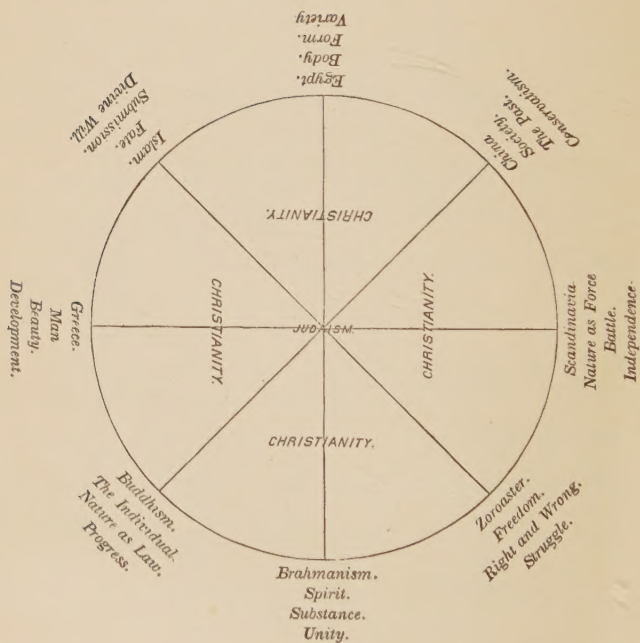 Egypt.
Body.
Form.
Variety
China
Society.
The Past.
Conservatism.
Scandinavia
Nature as Force
Battle.
Independence.
Zoroaster.
Freedom.
Right and Wrong.
Struggle.
Brahmanism.
Spirit.
Substance.
Unity.
Buddhism.
The Individual.
Nature as Law.
Progress.
Greece.
Man
Beauty.
Development.
Islam.
Fate.
Submission.
Divine Will.
CHRISTIANITY.
CHRISTIANITY.
JUDAISM.
CHRISTIANITY.
CHRISTIANITY.